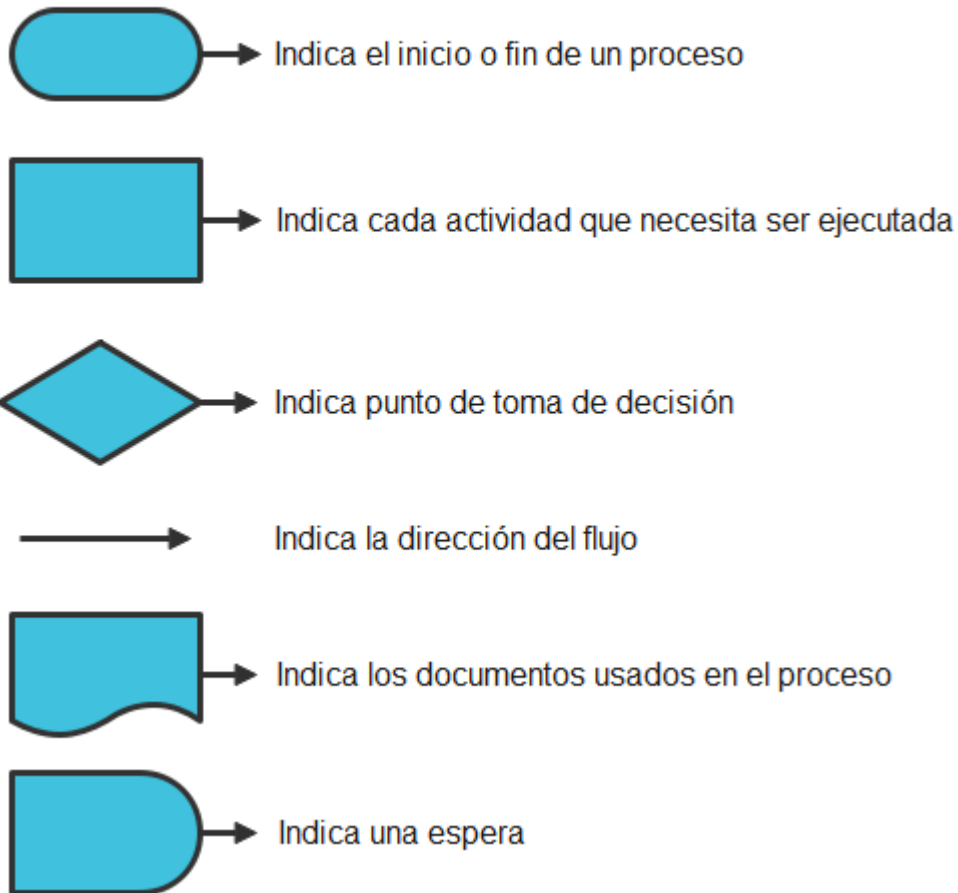 Indica el inicio o fin de un proceso
Indica cada actividad que necesita ser ejecutada
Indica punto de toma de decisión
Indica la dirección del flujo
Indica los documentos usados en el proceso
Indica una espera